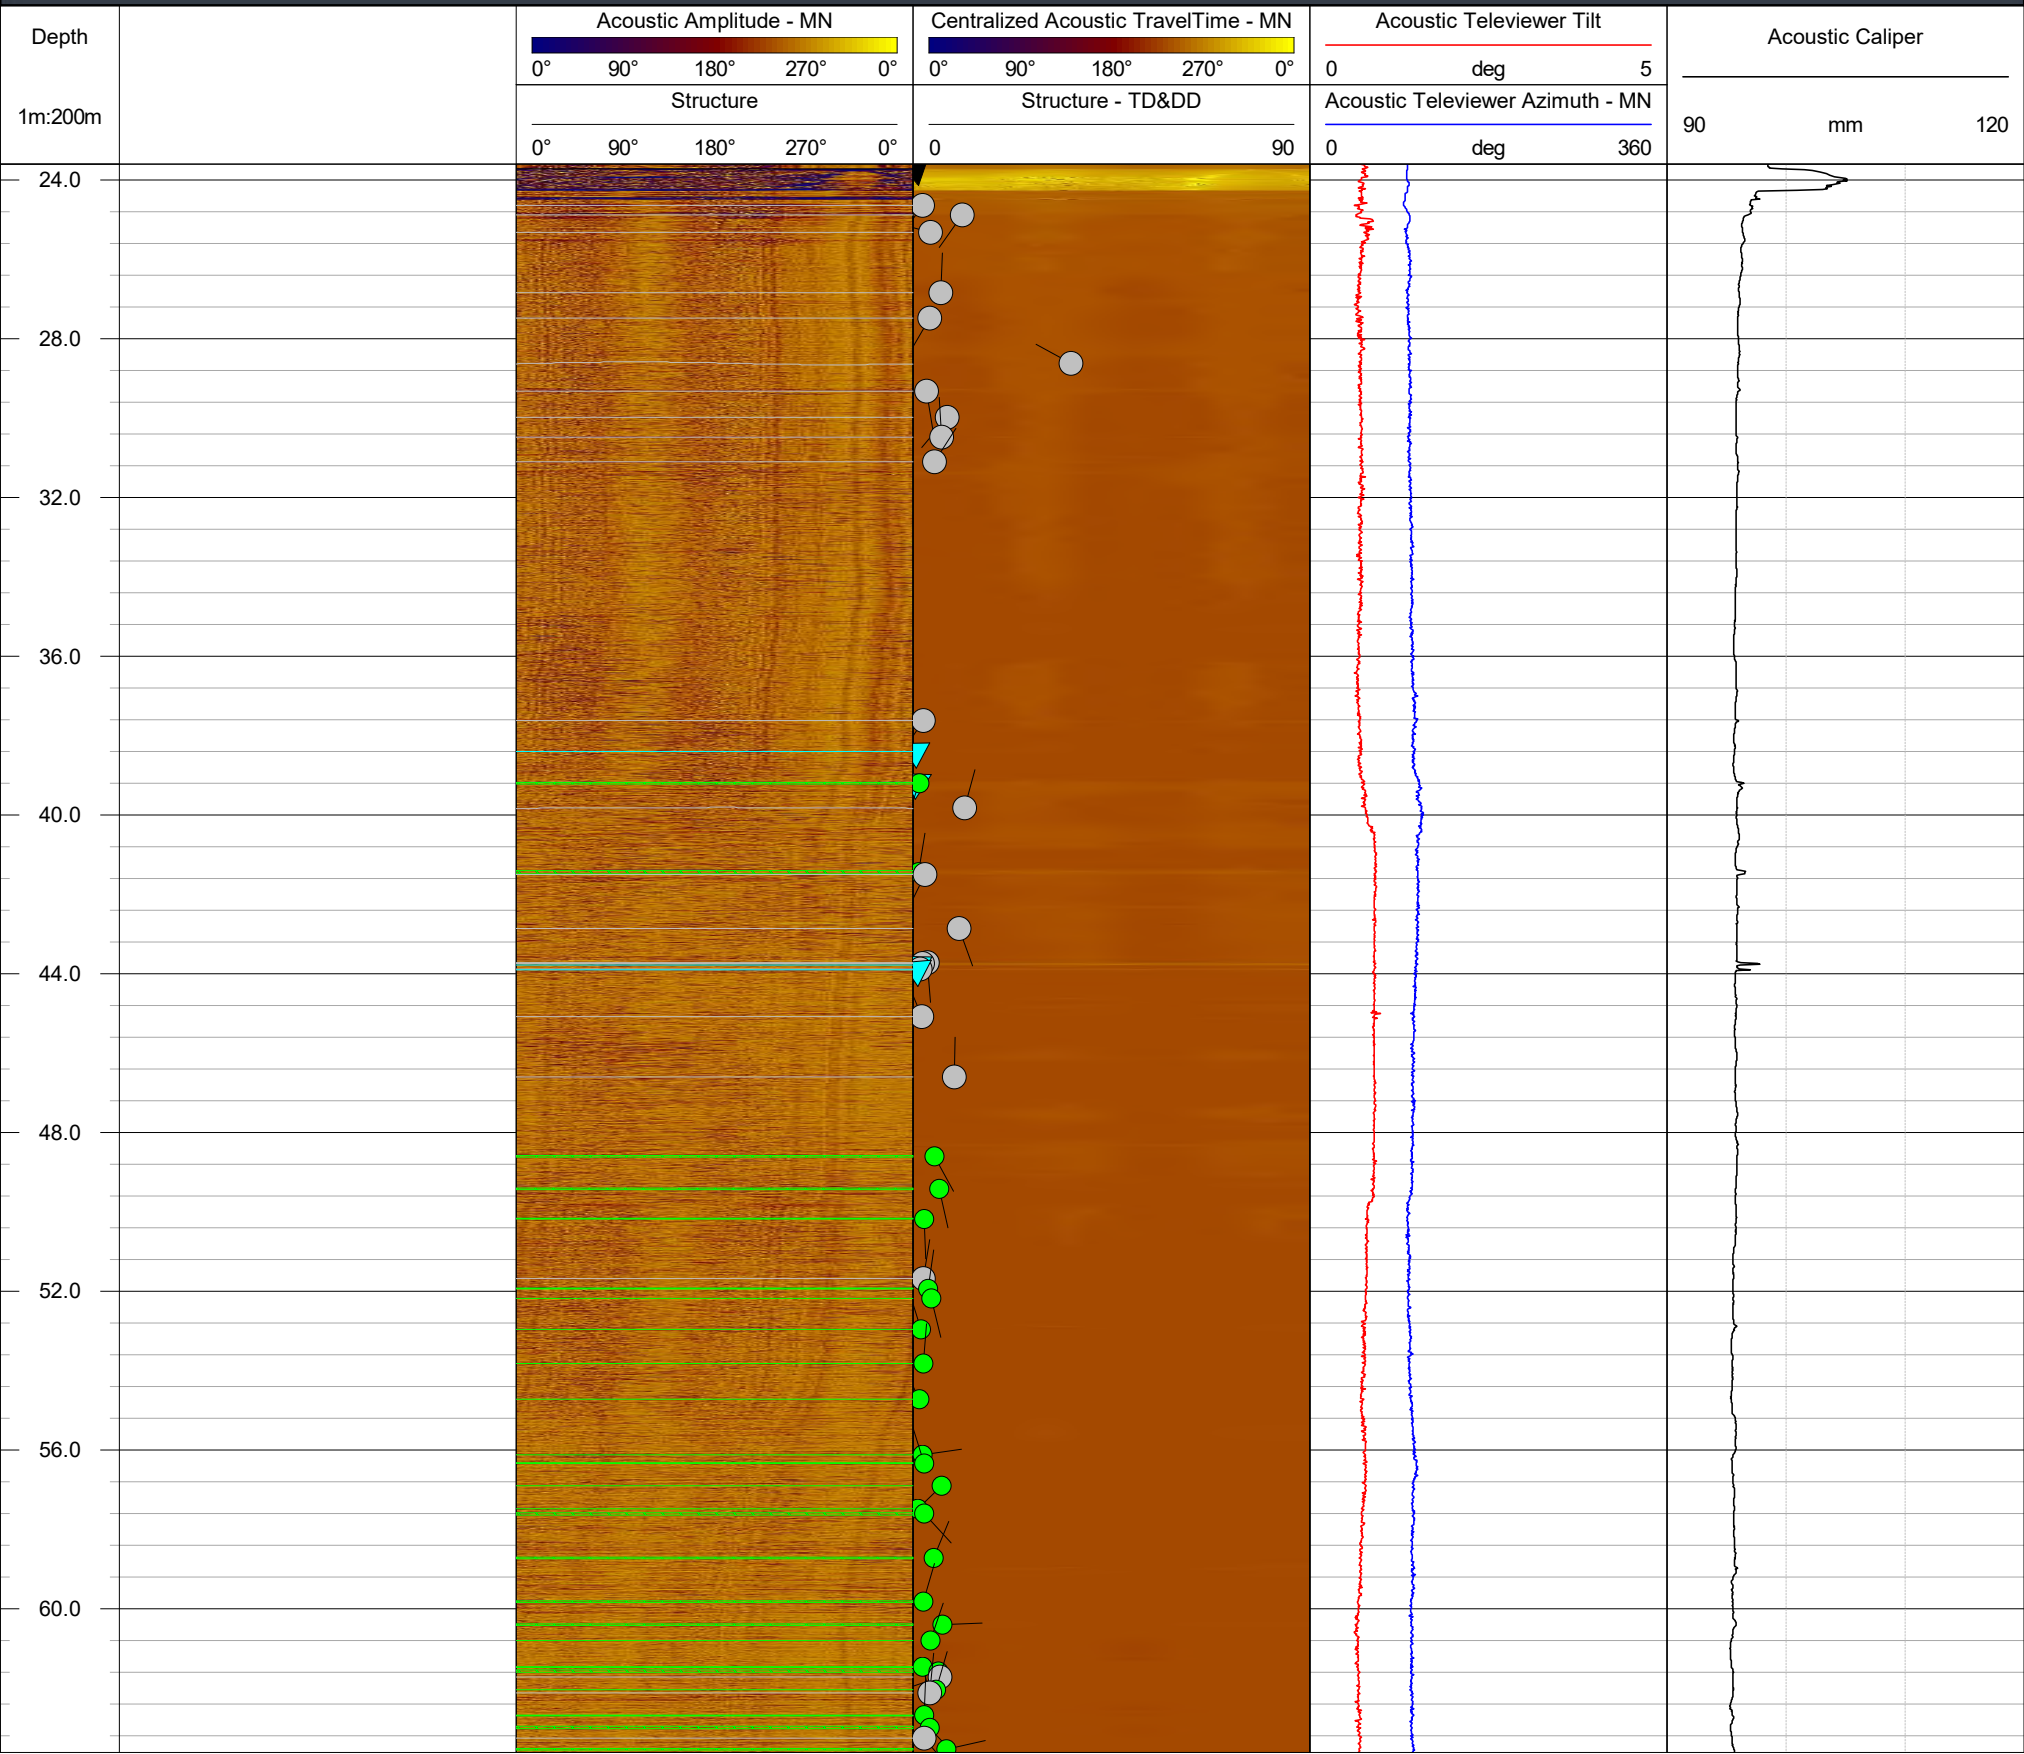 Depth
1m:200m
Acoustic Amplitude - MN
0° 90° 180° 270° 0°
Structure
0° 90° 180° 270° 0°
Centralized Acoustic TravelTime - MN
0° 90° 180° 270° 0°
Structure - TD&DD
0 90
Acoustic Televiewer Tilt
0 deg 5
Acoustic Televiewer Azimuth - MN
0 deg 360
Acoustic Caliper
90 mm 120
24.0
28.0
32.0
36.0
40.0
44.0
48.0
52.0
56.0
60.0